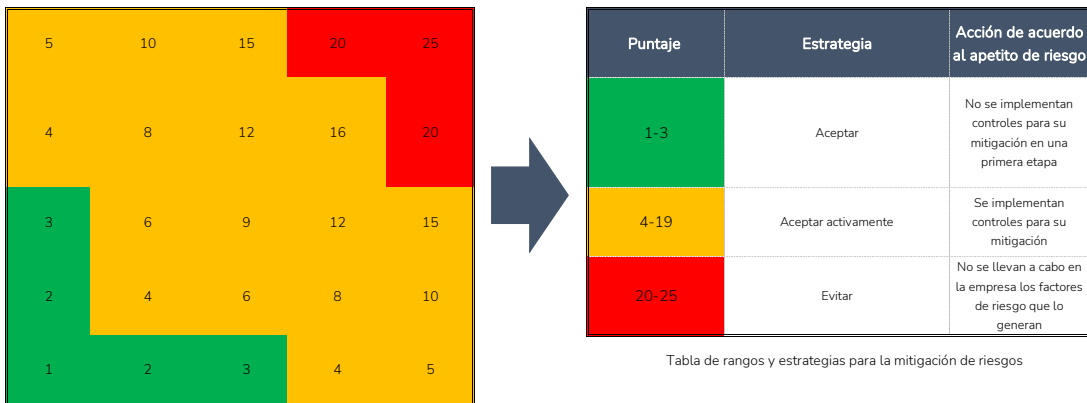 5 10 15 20 25
4 8 12 16 20
3 6 9 12 15
2 4 6 8 10
1 2 3 4 5
Puntaje
Estrategia
Acción de acuerdo
al apetito de riesgo
1-3
Aceptar
No se implementan
controles para su
mitigación en una
primera etapa
4-19
Aceptar activamente
Se implementan
controles para su
mitigación
20-25
Evitar
No se llevan a cabo en
la empresa los factores
de riesgo que lo
generan
Tabla de rangos y estrategias para la mitigación de riesgos